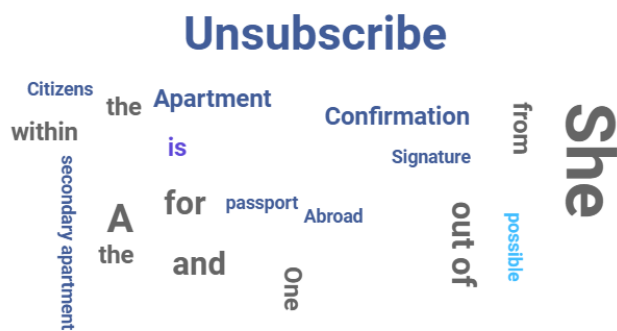 Unsubscribe
Citizens
the
Apartment
Confirmation
from
She
within
is
Signature
secondary apartment
A
for
passport
Abroad
out of
possible
the
and
One